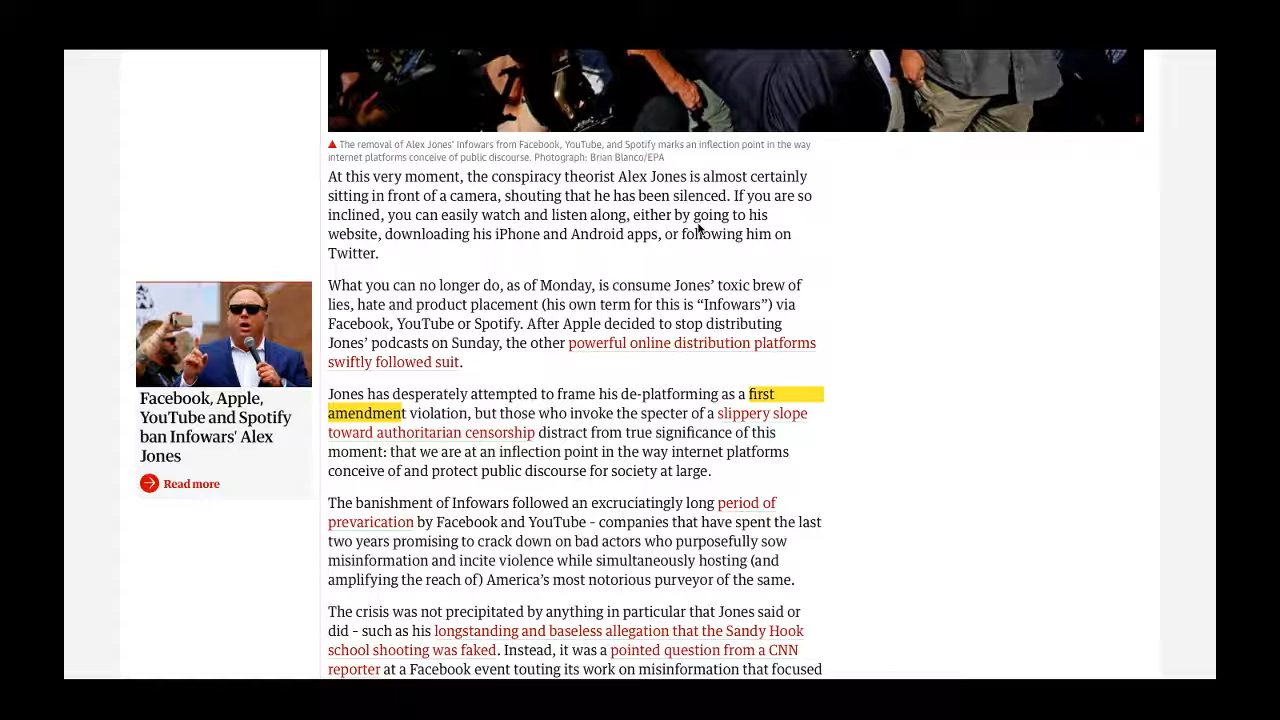 ▲ The removal of Alex Jones' Infowars from Facebook, YouTube, and Spotify marks an inflection point in the way
internet platforms conceive of public discourse. Photograph: Brian Blanco/EPA
At this very moment, the conspiracy theorist Alex Jones is almost certainly
sitting in front of a camera, shouting that he has been silenced. If you are so
inclined, you can easily watch and listen along, either by going to his
website, downloading his iPhone and Android apps, or following him on
Twitter.
What you can no longer do, as of Monday, is consume Jones’ toxic brew of
lies, hate and product placement (his own term for this is “Infowars”) via
Facebook, YouTube or Spotify. After Apple decided to stop distributing
Jones’ podcasts on Sunday, the other powerful online distribution platforms
swiftly followed suit.
Facebook, Apple,
YouTube and Spotify
ban Infowars' Alex
Jones
Read more
Jones has desperately attempted to frame his de-platforming as a first
amendment violation, but those who invoke the specter of a slippery slope
toward authoritarian censorship distract from true significance of this
moment: that we are at an inflection point in the way internet platforms
conceive of and protect public discourse for society at large.
The banishment of Infowars followed an excruciatingly long period of
prevarication by Facebook and YouTube – companies that have spent the last
two years promising to crack down on bad actors who purposefully sow
misinformation and incite violence while simultaneously hosting (and
amplifying the reach of) America’s most notorious purveyor of the same.
The crisis was not precipitated by anything in particular that Jones said or
did – such as his longstanding and baseless allegation that the Sandy Hook
school shooting was faked. Instead, it was a pointed question from a CNN
reporter at a Facebook event touting its work on misinformation that focused